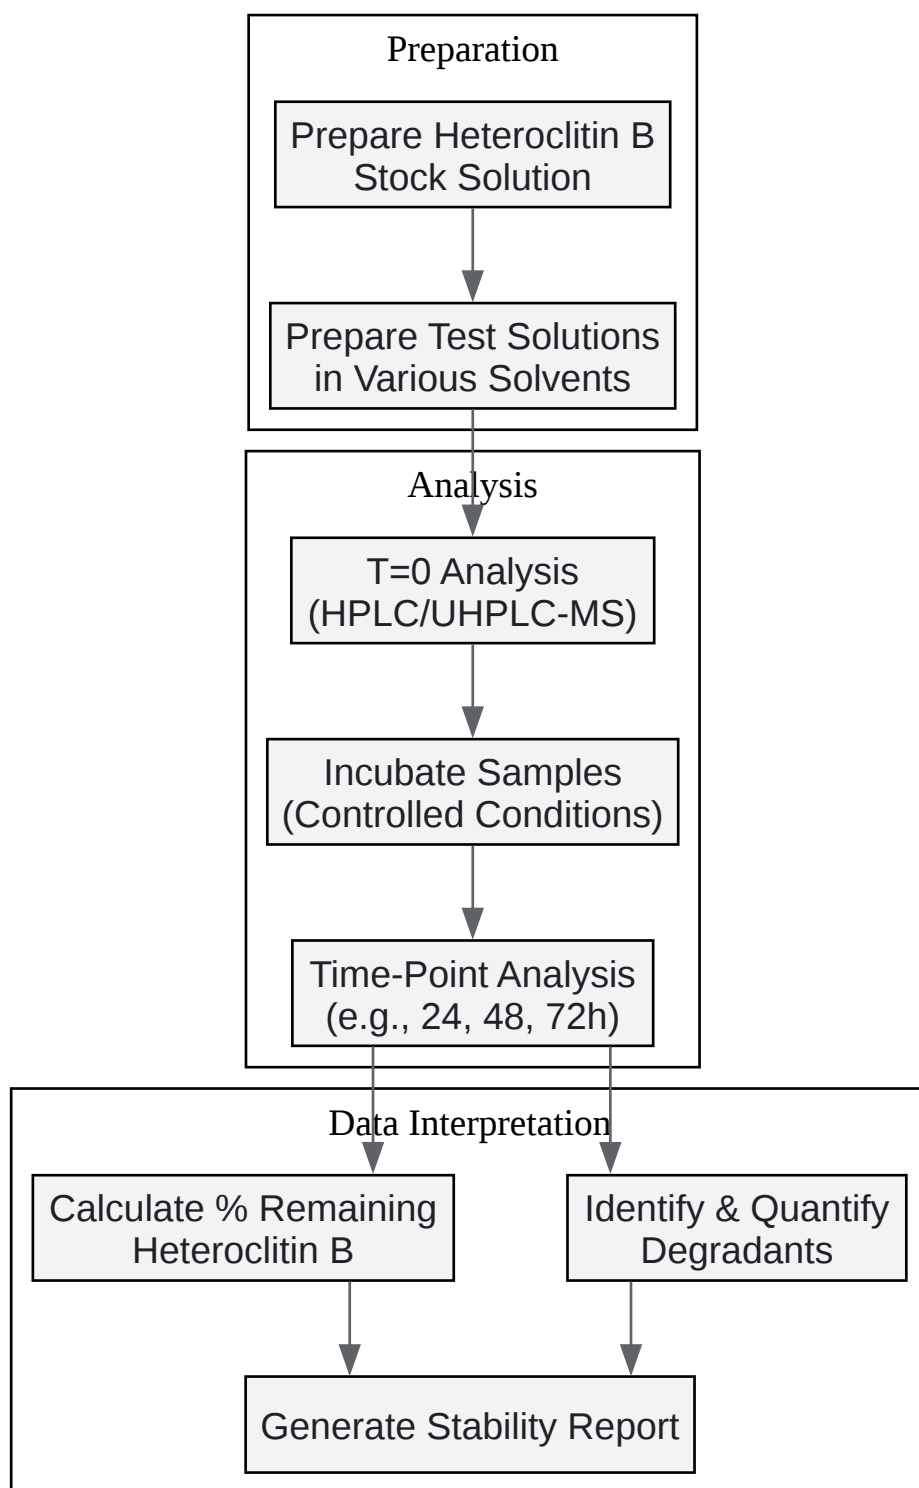 Preparation
Prepare Heteroclitin B
Stock Solution
Prepare Test Solutions
in Various Solvents
Analysis
T=0 Analysis
(HPLC/UHPLC-MS)
Incubate Samples
(Controlled Conditions)
Time-Point Analysis
(e.g., 24, 48, 72h)
Data Interpretation
Calculate % Remaining
Heteroclitin B
Identify & Quantify
Degradants
Generate Stability Report